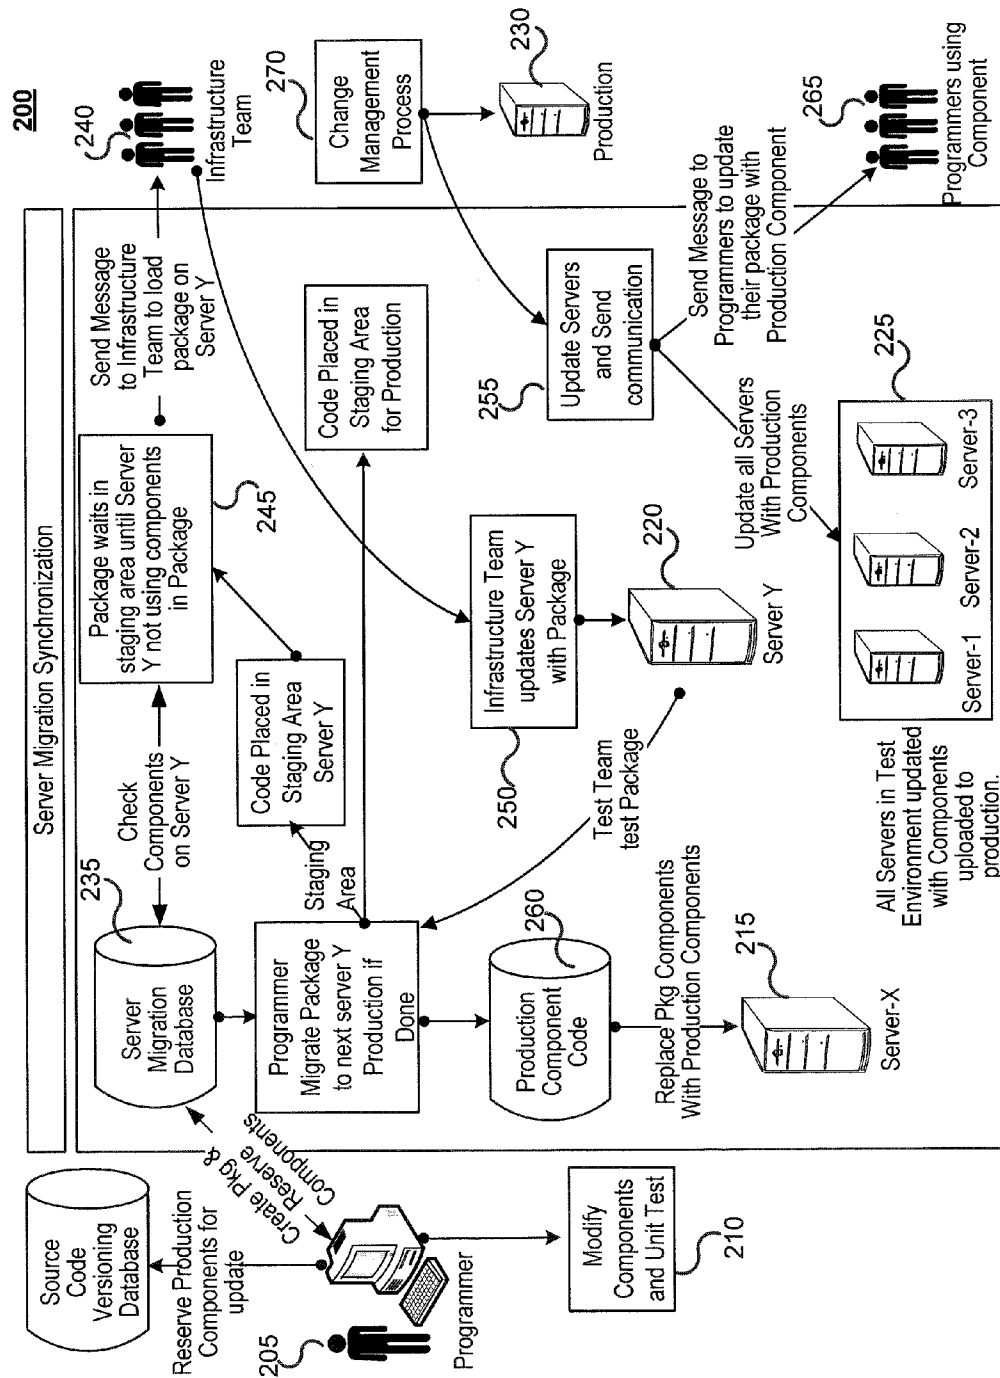 200
Server Migration Synchronization
Source
Code
Versioning
Database
Reserve Production
Components for
update
205
Programmer
Modify
Components
and Unit Test
210
Create Pkg &
Reserve
Components
235
Server
Migration
Database
Check
Components
on Server Y
Package waits in
staging area until Server
Y not using components
in Package
245
Send Message
to Infrastructure
Team to load
package on
Server Y
240
Infrastructure
Team
Programmer
Migrate Package
to next server Y
Production if
Done
Staging
Area
Code Placed in
Staging Area
Server Y
Code Placed in
Staging Area
for Production
270
Change
Management
Process
230
Production
260
Production
Component
Code
Replace Pkg Components
With Production Components
215
Server-X
Test Team
test Package
Infrastructure Team
updates Server Y
with Package
250
220
Server Y
Update Servers
and Send
communication
255
Send Message to
Programmers to update
their package with
Production Component
265
Programmers using
Component
Update all Servers
With Production
Components
225
Server-1
Server-2
Server-3
All Servers in Test
Environment updated
with Components
uploaded to
production.